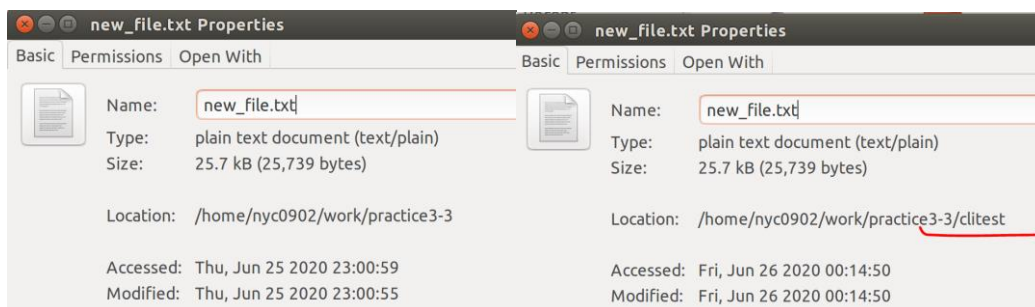 new_file.txt Properties
Basic Permissions Open With
Name: new_file.txt
Type: plain text document (text/plain)
Size: 25.7 kB (25,739 bytes)
Location: /home/nyc0902/work/practice3-3
Accessed: Thu, Jun 25 2020 23:00:59
Modified: Thu, Jun 25 2020 23:00:55
new_file.txt Properties
Basic Permissions Open With
Name: new_file.txt
Type: plain text document (text/plain)
Size: 25.7 kB (25,739 bytes)
Location: /home/nyc0902/work/practice3-3/clitest
Accessed: Fri, Jun 26 2020 00:14:50
Modified: Fri, Jun 26 2020 00:14:50